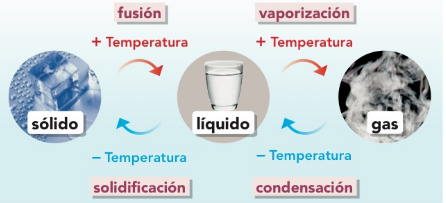 fusión
vaporización
+ Temperatura
+ Temperatura
sólido
líquido
gas
– Temperatura
– Temperatura
solidificación
condensación